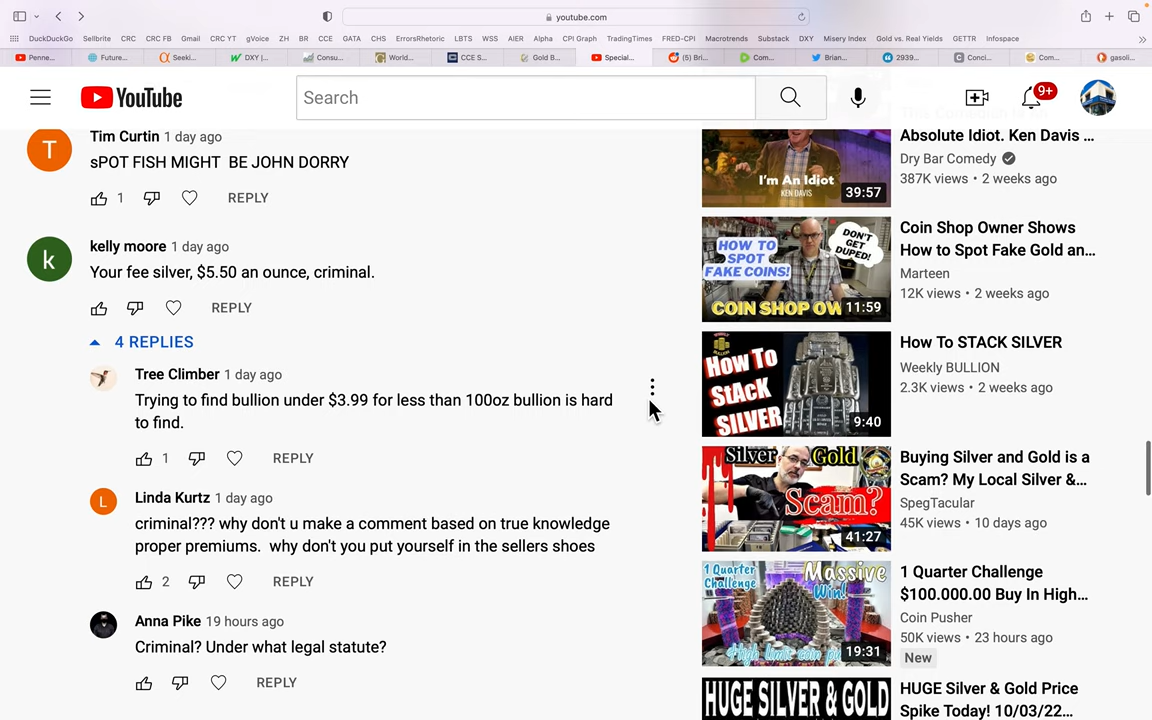 youtube.com
DuckDuckGo Sellbrite CRC CRC FB Gmail CRC YT gVoice ZH BR CCE GATA CHS ErrorsRhetoric LBTS WSS AIER Alpha CPI Graph TradingTimes FRED-CPI Macrotrends Substack DXY Misery Index Gold vs. Real Yields GETTR Infospace
Penne... Future... Seeki... DXY |... Consu... World... CCE S... Gold B... Special... (5) Bri... Com... Brian... 2939... Conci... Com... gasoli...
YouTube
Search
9+
Tim Curtin 1 day ago
sPOT FISH MIGHT BE JOHN DORRY
1 REPLY
kelly moore 1 day ago
k
Your fee silver, $5.50 an ounce, criminal.
REPLY
4 REPLIES
Tree Climber 1 day ago
Trying to find bullion under $3.99 for less than 100oz bullion is hard
to find.
1 REPLY
L
Linda Kurtz 1 day ago
criminal??? why don't u make a comment based on true knowledge
proper premiums. why don't you put yourself in the sellers shoes
2 REPLY
Anna Pike 19 hours ago
Criminal? Under what legal statute?
REPLY
T
Absolute Idiot. Ken Davis ...
Dry Bar Comedy
387K views • 2 weeks ago
I'm An Idiot
KEN DAVIS
39:57
Coin Shop Owner Shows
How to Spot Fake Gold an...
Marteen
12K views • 2 weeks ago
HOW TO
SPOT
FAKE COINS!
DON'T
GET
DUPED!
COIN SHOP OW
11:59
How To STACK SILVER
Weekly BULLION
2.3K views • 2 weeks ago
How To
StAcK
SILVER
9:40
Buying Silver and Gold is a
Scam? My Local Silver &...
SpegTacular
45K views • 10 days ago
Silver Gold
Scam?
41:27
1 Quarter Challenge
$100.000.00 Buy In High...
Coin Pusher
50K views • 23 hours ago
New
1 Quarter
Challenge
Massive
Win!
High limit coin pu
19:31
HUGE Silver & Gold Price
Spike Today! 10/03/22...
HUGE SILVER & GOLD